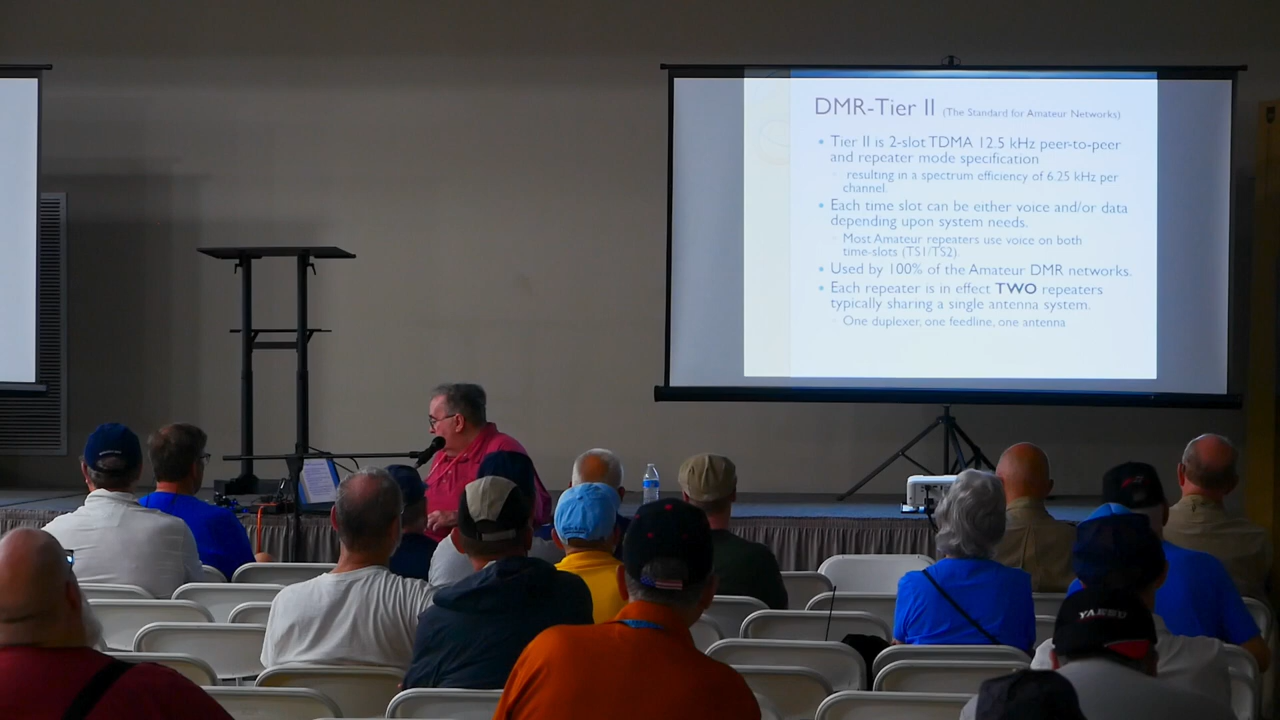 DMR-Tier II (The Standard for Amateur Networks)
• Tier II is 2-slot TDMA 12.5 kHz peer-to-peer
and repeater mode specification
resulting in a spectrum efficiency of 6.25 kHz per
channel.
• Each time slot can be either voice and/or data
depending upon system needs.
Most Amateur repeaters use voice on both
time-slots (TS1/TS2).
• Used by 100% of the Amateur DMR networks.
• Each repeater is in effect TWO repeaters
typically sharing a single antenna system.
One duplexer, one feedline, one antenna
YAESU